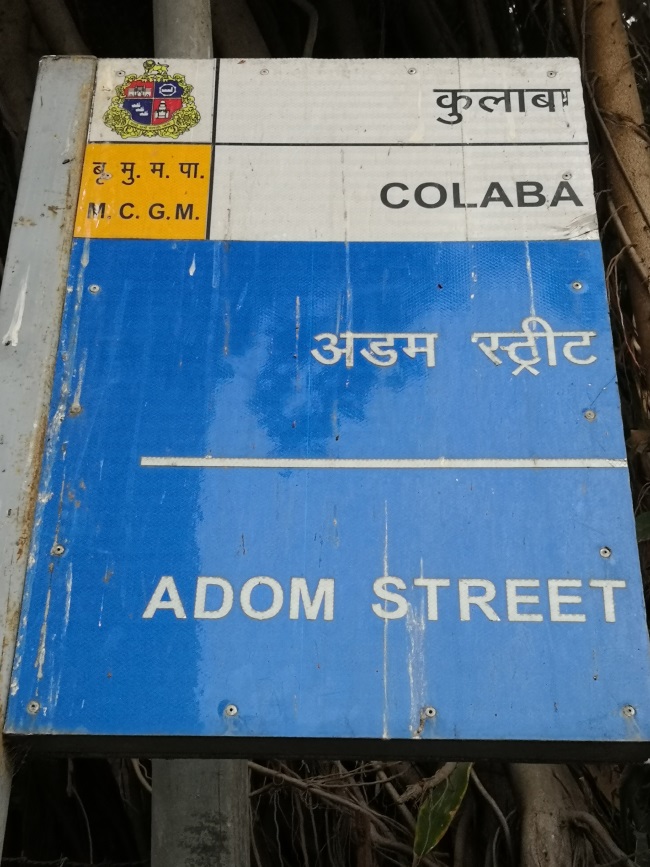 कुलाबा
बृ. मु. म. पा.
M. C. G. M.
COLABA
अडम स्ट्रीट
ADOM STREET